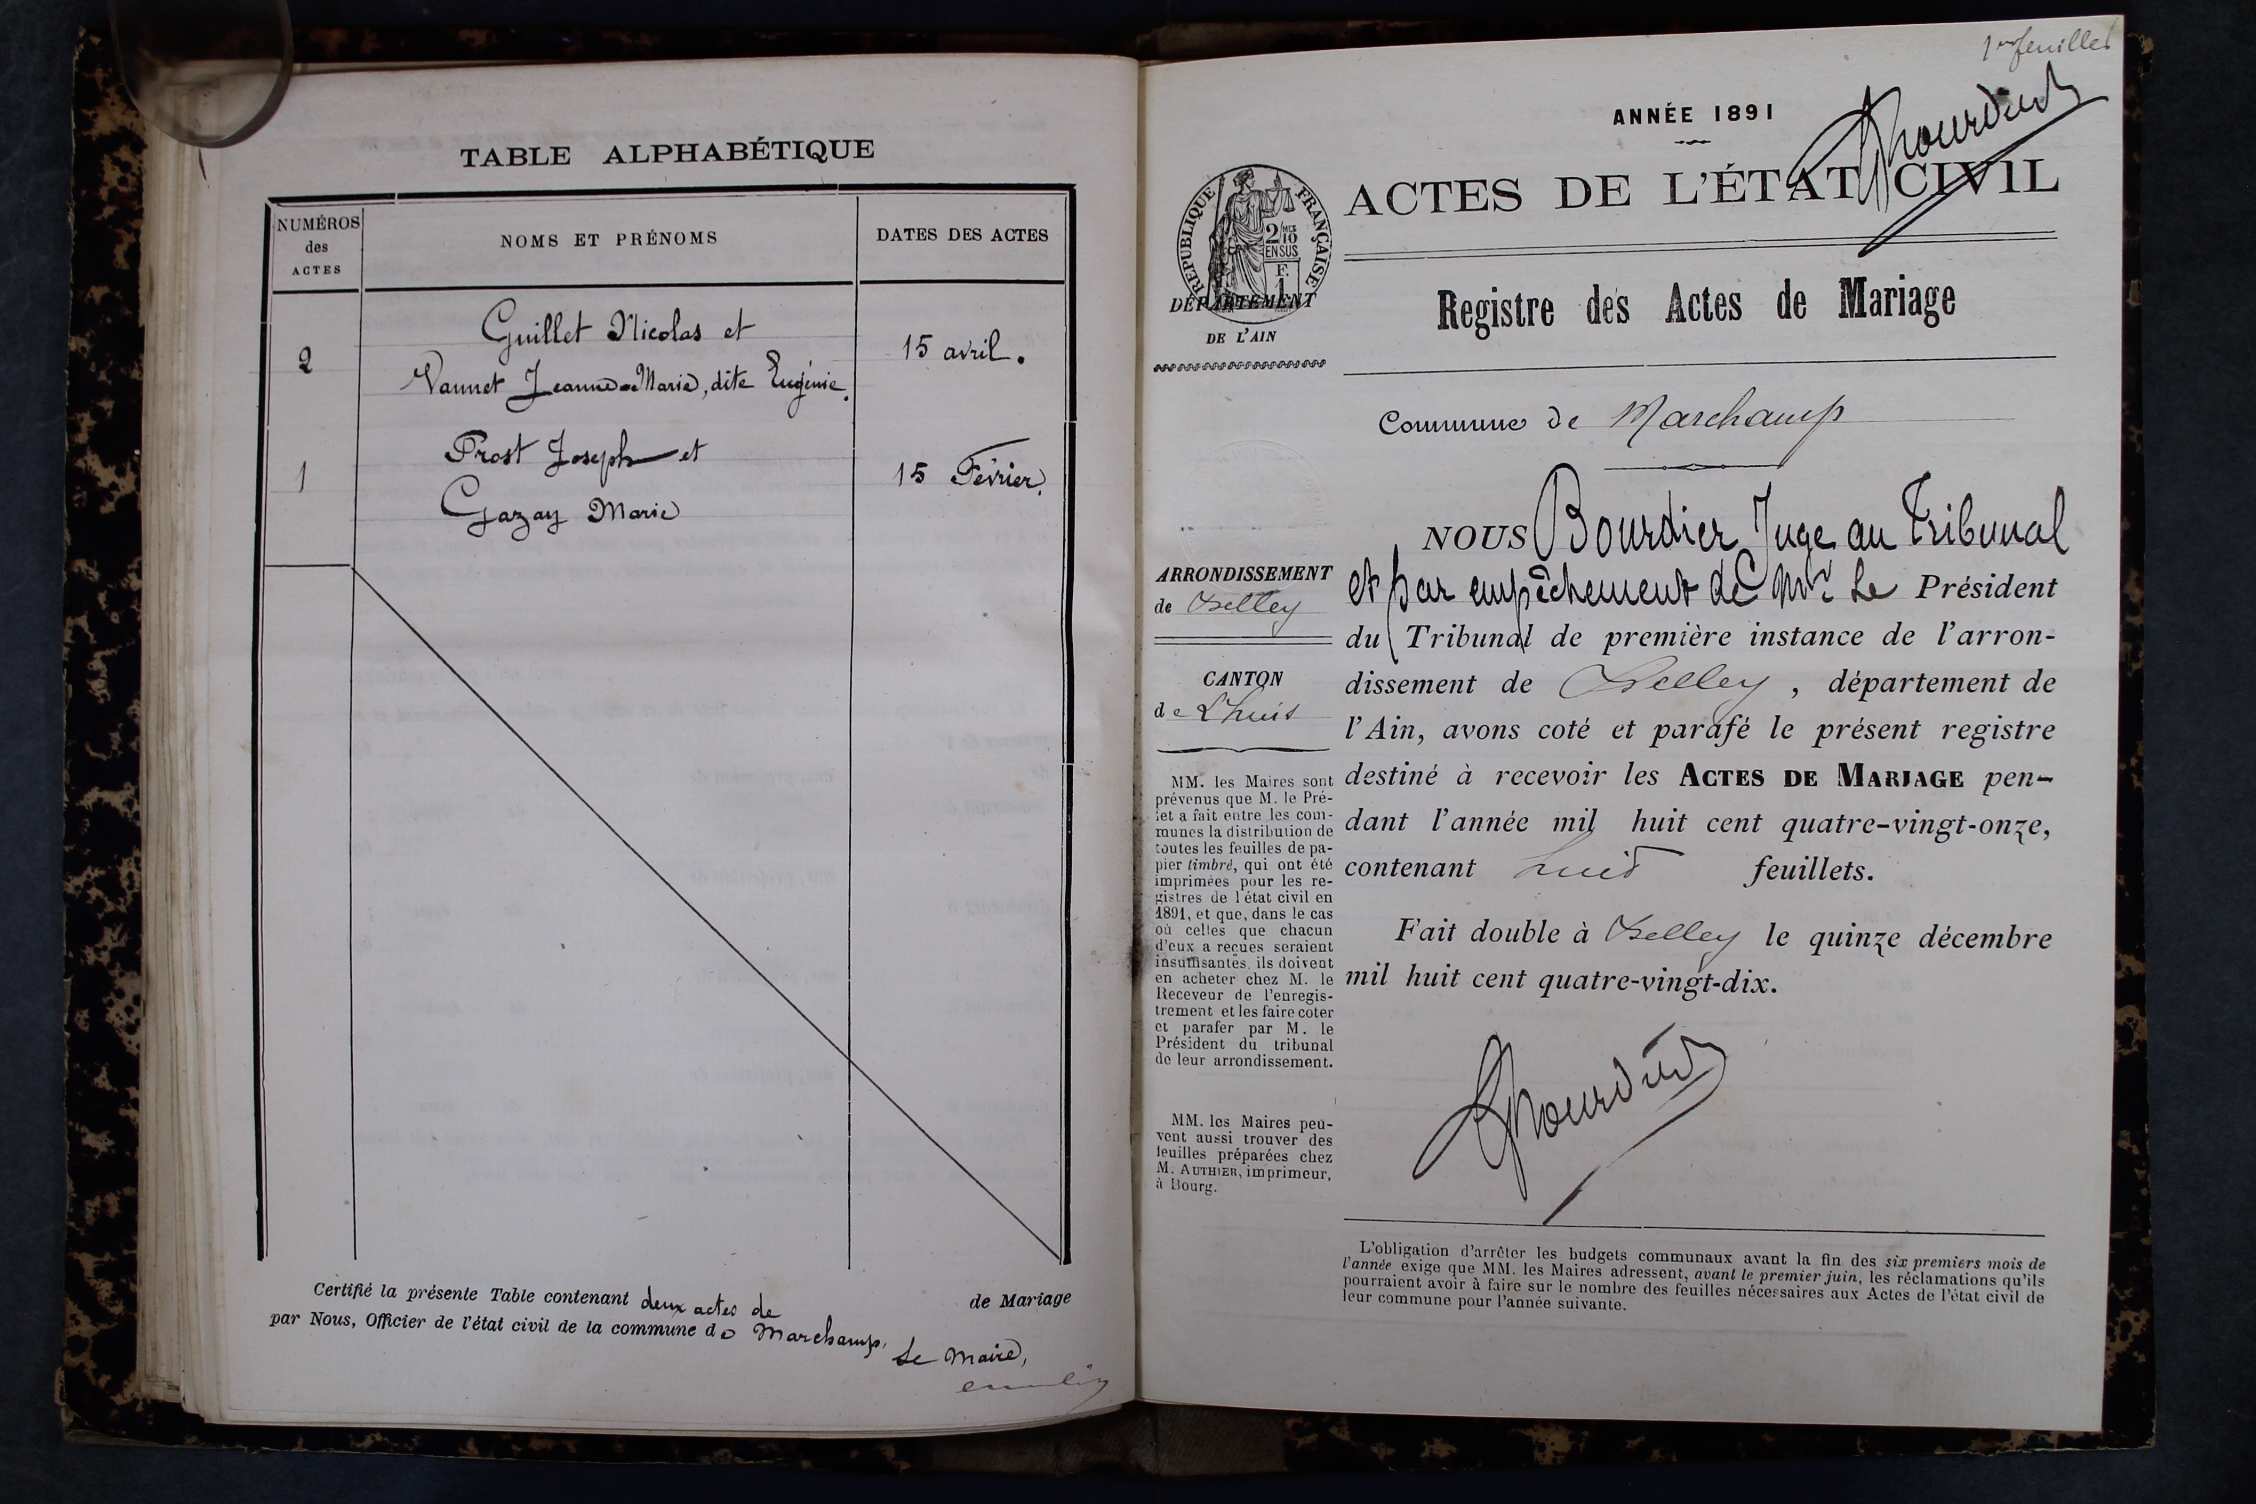 TABLE ALPHABÉTIQUE
NUMÉROS
des
ACTES
NOMS ET PRÉNOMS
DATES DES ACTES
2
Guillet Nicolas et
Vannet Jeanne-Marie, dite Eugénie.
15 avril.
1
Prost Joseph et
Gazay Marie
15 Février.
Certifié la présente Table contenant deux actes de de Mariage
par Nous, Officier de l'état civil de la commune de Marchamp,
Le Maire,
1er feuillet
ANNÉE 1891
ACTES DE L'ÉTAT CIVIL
RÉPUBLIQUE FRANÇAISE
2/10
EN SUS
F.
1
DÉPARTEMENT
DE L'AIN
Registre des Actes de Mariage
Commune de Marchamp
ARRONDISSEMENT
de Belley
CANTON
de Lhuis
MM. les Maires sont
prévenus que M. le Pré-
fet a fait entre les com-
munes la distribution de
toutes les feuilles de pa-
pier timbré, qui ont été
imprimées pour les re-
gistres de l'état civil en
1891, et que, dans le cas
où celles que chacun
d'eux a reçues seraient
insuffisantes, ils doivent
en acheter chez M. le
Receveur de l'enregis-
trement et les faire coter
et parafer par M. le
Président du tribunal
de leur arrondissement.
MM. les Maires peu-
vent aussi trouver des
feuilles préparées chez
M. AUTHIER, imprimeur,
à Bourg.
NOUS Bourdier Juge au Tribunal
et par empêchement de Mr Le Président
du Tribunal de première instance de l'arron-
dissement de Belley, département de
l'Ain, avons coté et parafé le présent registre
destiné à recevoir les ACTES DE MARIAGE pen-
dant l'année mil huit cent quatre-vingt-onze,
contenant huit feuillets.
Fait double à Belley le quinze décembre
mil huit cent quatre-vingt-dix.
L'obligation d'arrêter les budgets communaux avant la fin des six premiers mois de
l'année exige que MM. les Maires adressent, avant le premier juin, les réclamations qu'ils
pourraient avoir à faire sur le nombre des feuilles nécessaires aux Actes de l'état civil de
leur commune pour l'année suivante.